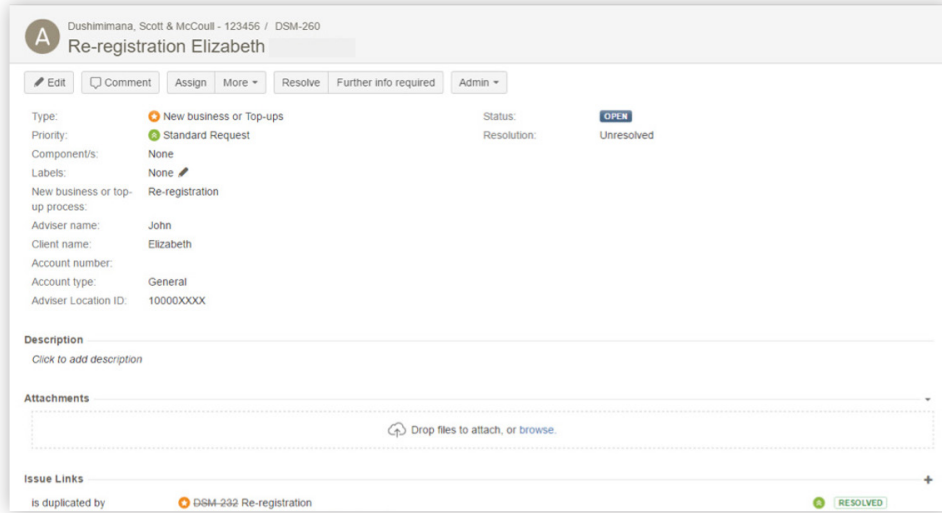 A
Dushimimana, Scott & McCoull - 123456 / DSM-260
Re-registration Elizabeth
Edit Comment Assign More Resolve Further info required Admin
Type: New business or Top-ups Status: OPEN
Priority: Standard Request Resolution: Unresolved
Component/s: None
Labels: None
New business or top- Re-registration
up process:
Adviser name: John
Client name: Elizabeth
Account number:
Account type: General
Adviser Location ID: 10000XXXX
Description
Click to add description
Attachments
Drop files to attach, or browse.
Issue Links
is duplicated by DSM-232 Re-registration RESOLVED